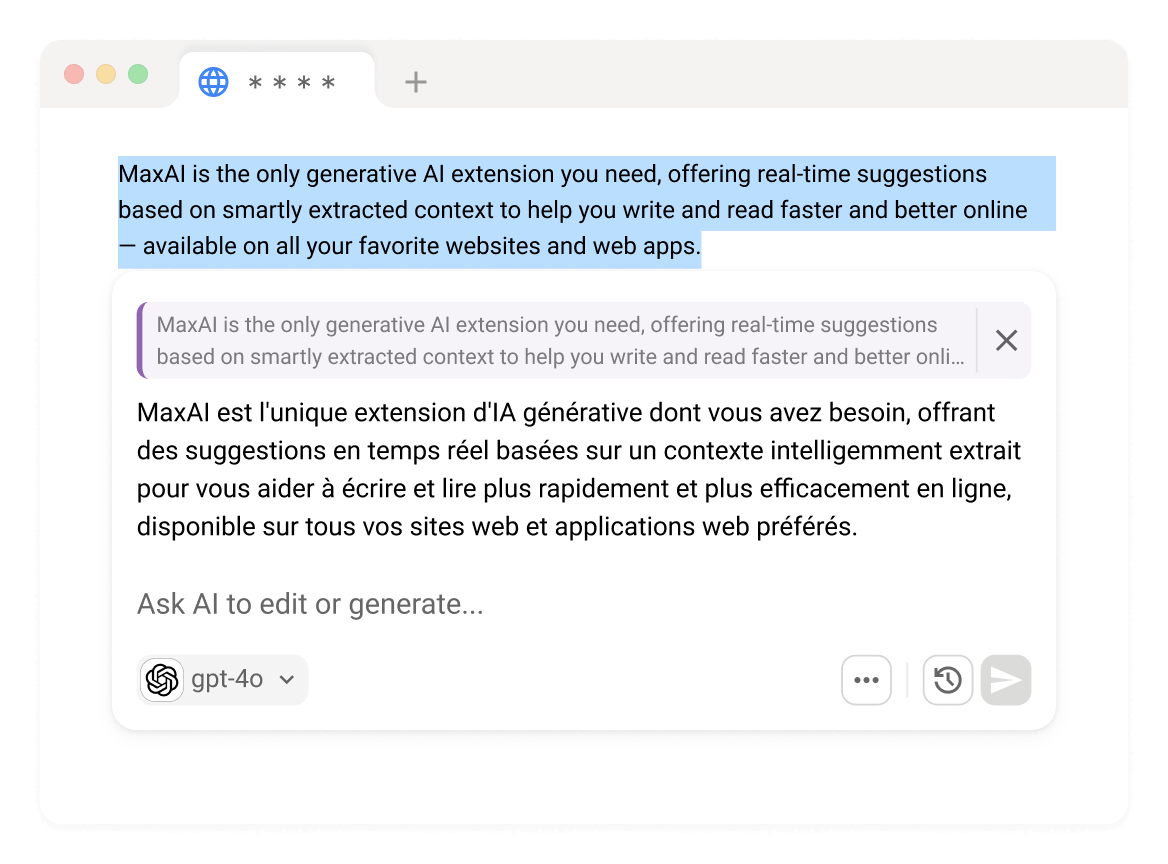 ****
MaxAI is the only generative AI extension you need, offering real-time suggestions
based on smartly extracted context to help you write and read faster and better online
— available on all your favorite websites and web apps.
MaxAI is the only generative AI extension you need, offering real-time suggestions
based on smartly extracted context to help you write and read faster and better onli...
MaxAI est l'unique extension d'IA générative dont vous avez besoin, offrant
des suggestions en temps réel basées sur un contexte intelligemment extrait
pour vous aider à écrire et lire plus rapidement et plus efficacement en ligne,
disponible sur tous vos sites web et applications web préférés.
Ask AI to edit or generate...
gpt-4o